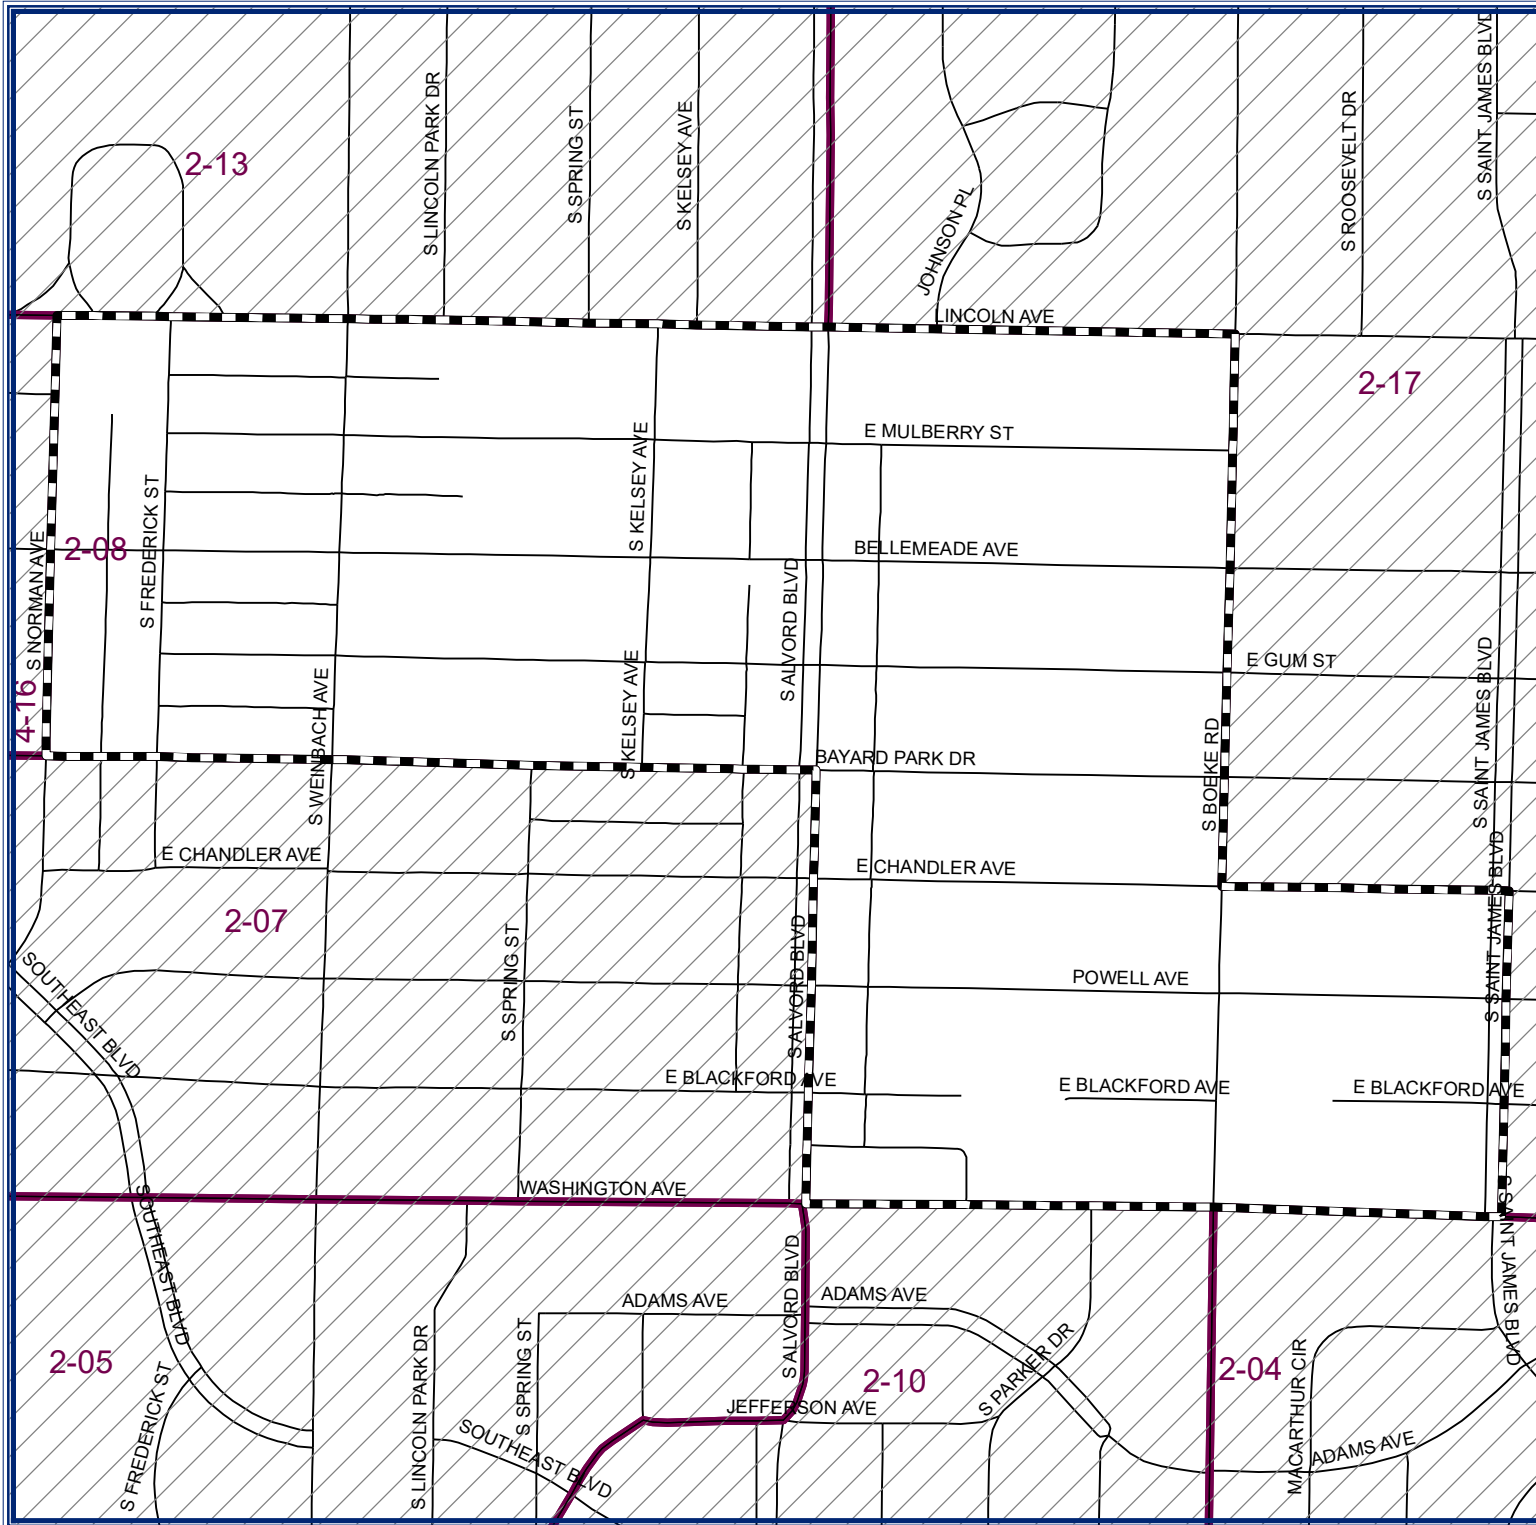 S LINCOLN PARK DR
S SPRING ST
S KELSEY AVE
S ROOSEVELT DR
S SAINT JAMES BLVD
2-13
JOHNSON PL
LINCOLN AVE
2-17
E MULBERRY ST
S KELSEY AVE
S FREDERICK ST
S NORMAN AVE
2-08
BELLEMEADE AVE
S ALVORD BLVD
E GUM ST
4-16
S WEINBACH AVE
S KELSEY AVE
S SAINT JAMES BLVD
S BOEKE RD
BAYARD PARK DR
E CHANDLER AVE
E CHANDLER AVE
S SAINT JAMES BLVD
2-07
S SPRING ST
S ALVORD BLVD
SOUTHEAST BLVD
POWELL AVE
E BLACKFORD AVE
E BLACKFORD AVE
E BLACKFORD AVE
WASHINGTON AVE
SOUTHEAST BLVD
S SAINT JAMES BLVD
S ALVORD BLVD
ADAMS AVE
ADAMS AVE
2-05
S FREDERICK ST
S LINCOLN PARK DR
S SPRING ST
2-10
S PARKER DR
2-04
MACARTHUR CIR
JEFFERSON AVE
SOUTHEAST BLVD
ADAMS AVE